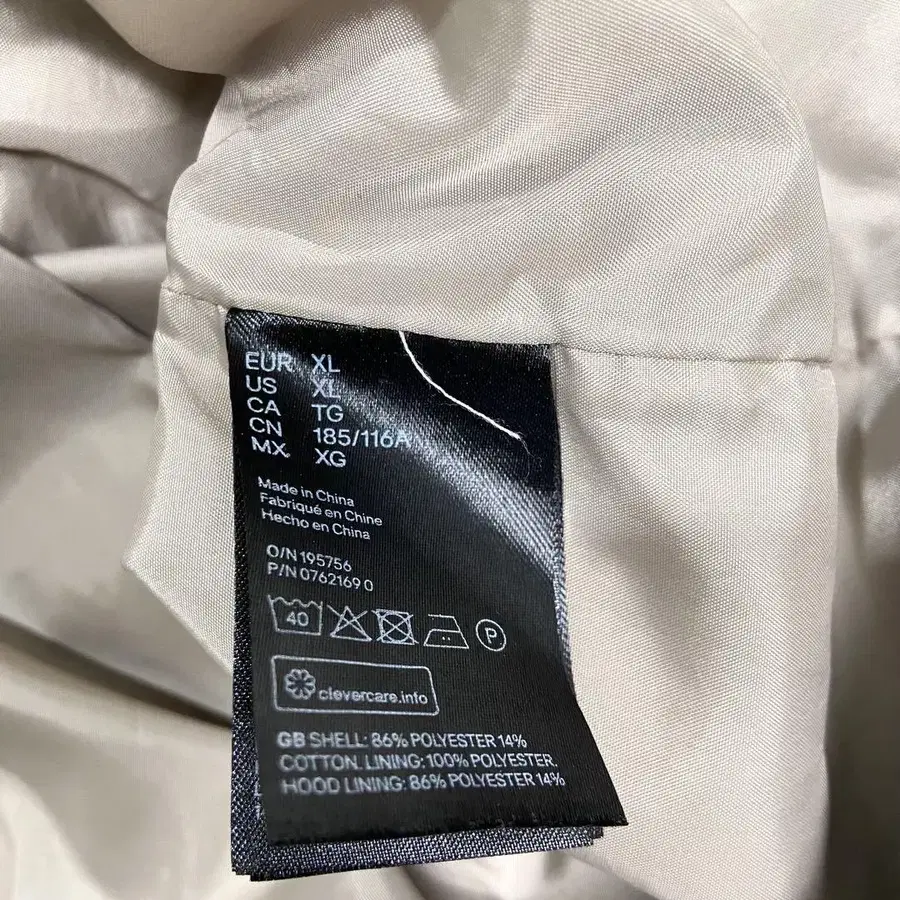 EUR XL
US XL
CA TG
CN 185/116A
MX XG
Made in China
Fabriqué en Chine
Hecho en China
O/N 195756
P/N 0762169 0
40
P
clevercare.info
GB SHELL: 86% POLYESTER 14%
COTTON. LINING: 100% POLYESTER.
HOOD LINING: 86% POLYESTER 14%